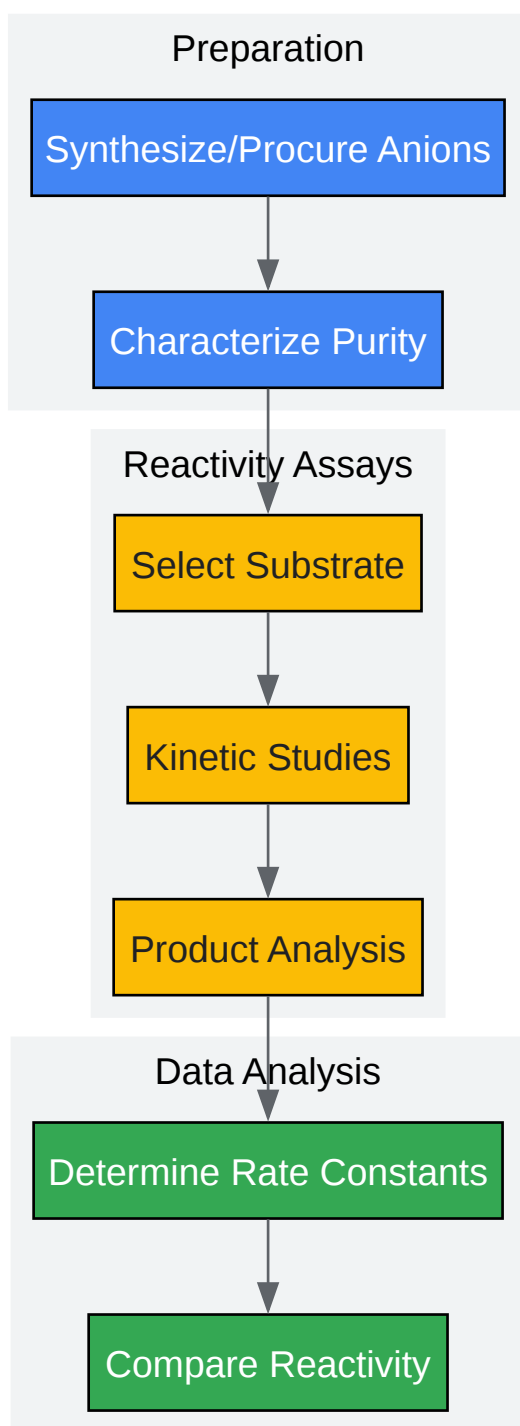 Preparation
Synthesize/Procure Anions
Characterize Purity
Reactivity Assays
Select Substrate
Kinetic Studies
Product Analysis
Data Analysis
Determine Rate Constants
Compare Reactivity